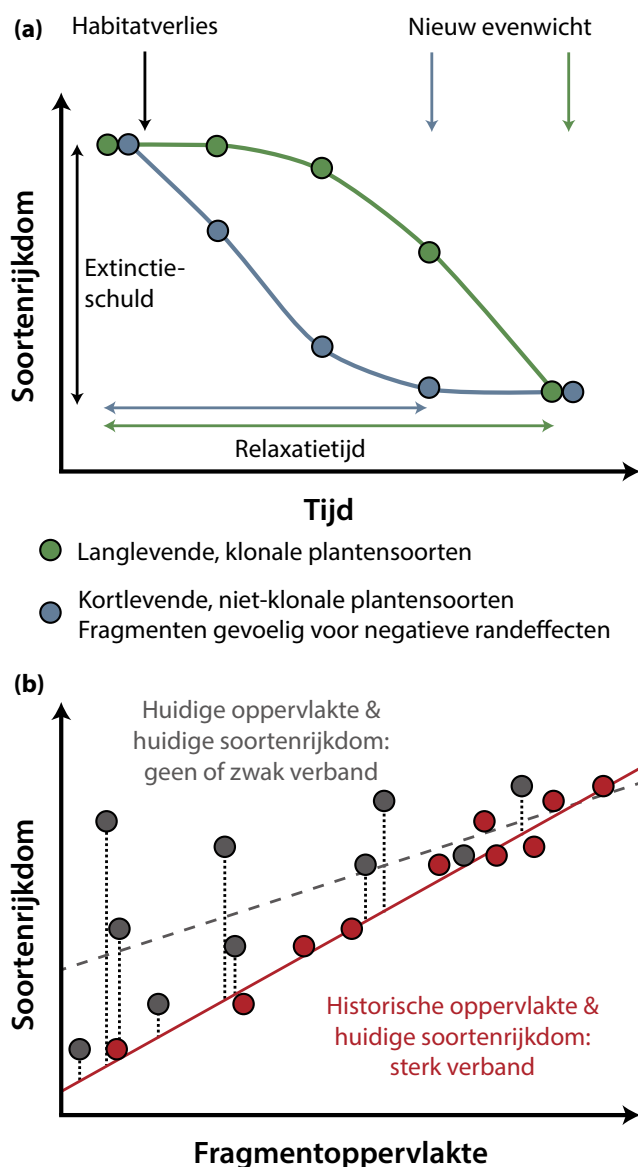 (a)
Habitatverlies
Nieuw evenwicht
Soortenrijkdom
Extinctie-
schuld
Relaxatietijd
Tijd
Langlevende, klonale plantensoorten
Kortlevende, niet-klonale plantensoorten
Fragmenten gevoelig voor negatieve randeffecten
(b)
Huidige oppervlakte &
huidige soortenrijkdom:
geen of zwak verband
Soortenrijkdom
Historische oppervlakte &
huidige soortenrijkdom:
sterk verband
Fragmentoppervlakte